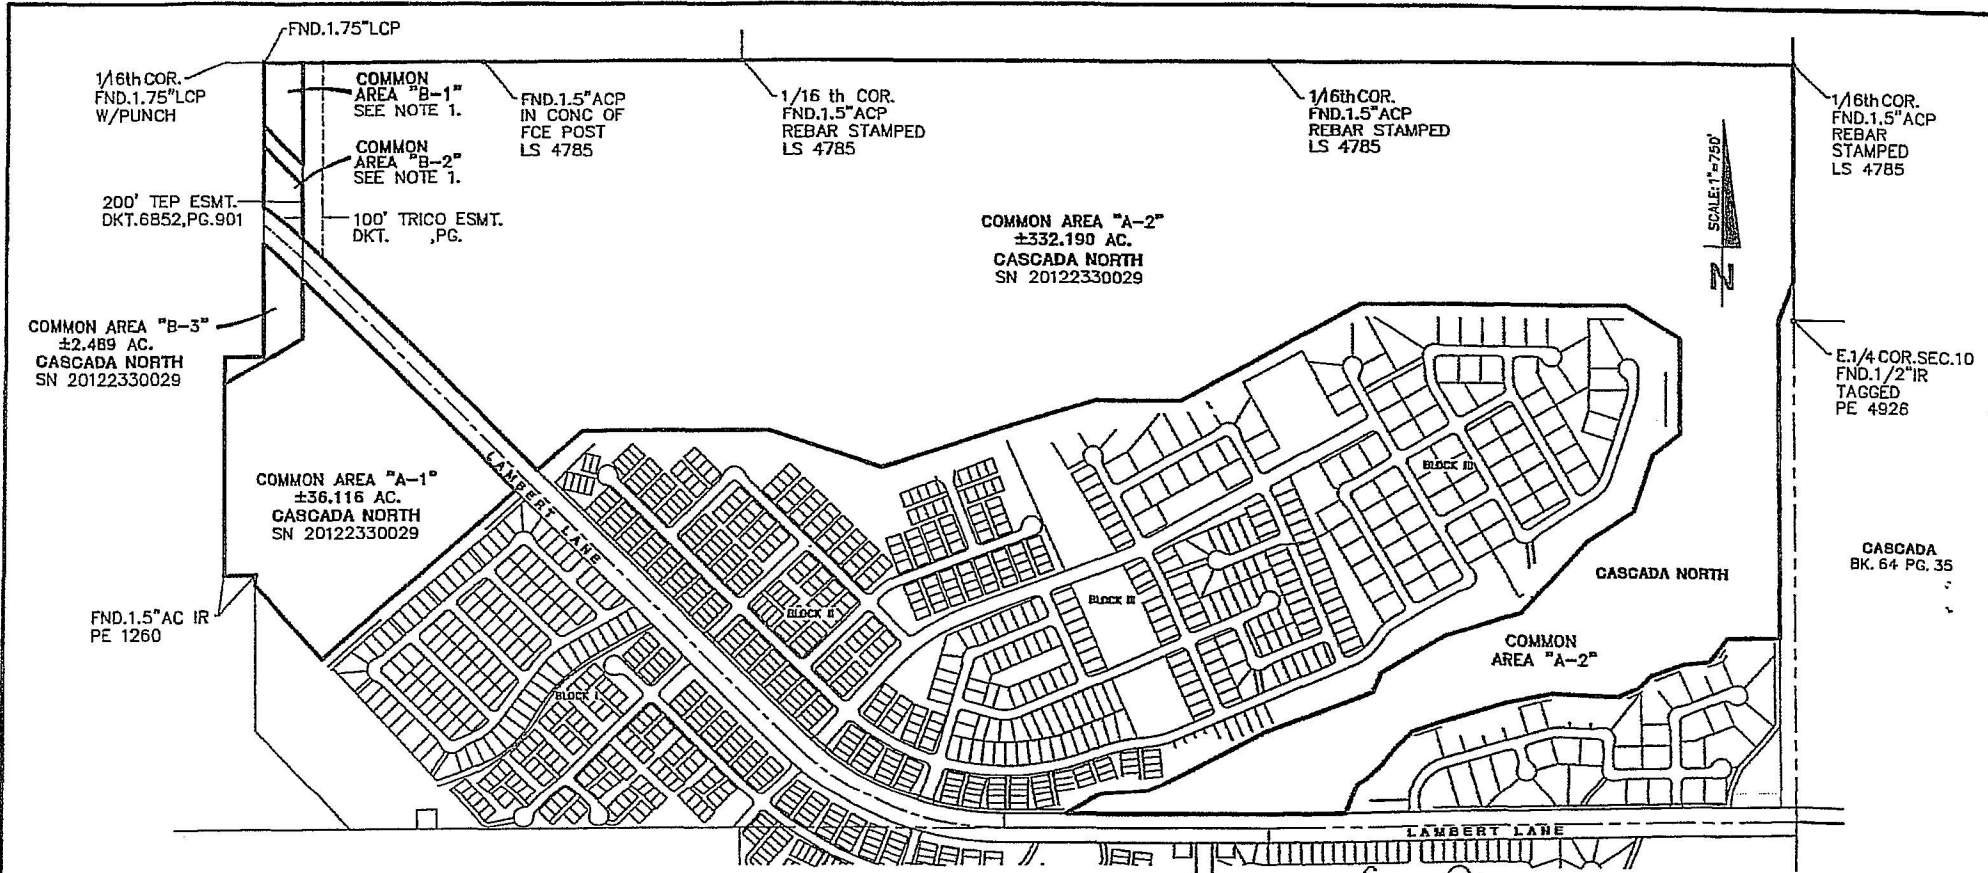 FND.1.75"LCP
1/16th COR.
FND.1.75"LCP
W/PUNCH
COMMON
AREA "B-1"
SEE NOTE 1.
COMMON
AREA "B-2"
SEE NOTE 1.
200' TEP ESMT.
DKT.6852,PG.901
100' TRICO ESMT.
DKT. ,PG.
FND.1.5"ACP
IN CONC OF
FCE POST
LS 4785
1/16 th COR.
FND.1.5"ACP
REBAR STAMPED
LS 4785
1/16th COR.
FND.1.5"ACP
REBAR STAMPED
LS 4785
1/16th COR.
FND.1.5"ACP
REBAR
STAMPED
LS 4785
SCALE:1"=750'
N
COMMON AREA "A-2"
±332.190 AC.
CASCADA NORTH
SN 20122330029
COMMON AREA "B-3"
±2.489 AC.
CASCADA NORTH
SN 20122330029
E.1/4 COR.SEC.10
FND.1/2"IR
TAGGED
PE 4926
COMMON AREA "A-1"
±36.116 AC.
CASCADA NORTH
SN 20122330029
LAMBERT LANE
BLOCK III
CASCADA
BK. 64 PG. 35
CASCADA NORTH
FND.1.5"AC IR
PE 1260
BLOCK II
BLOCK III
COMMON
AREA "A-2"
BLOCK I
LAMBERT LANE